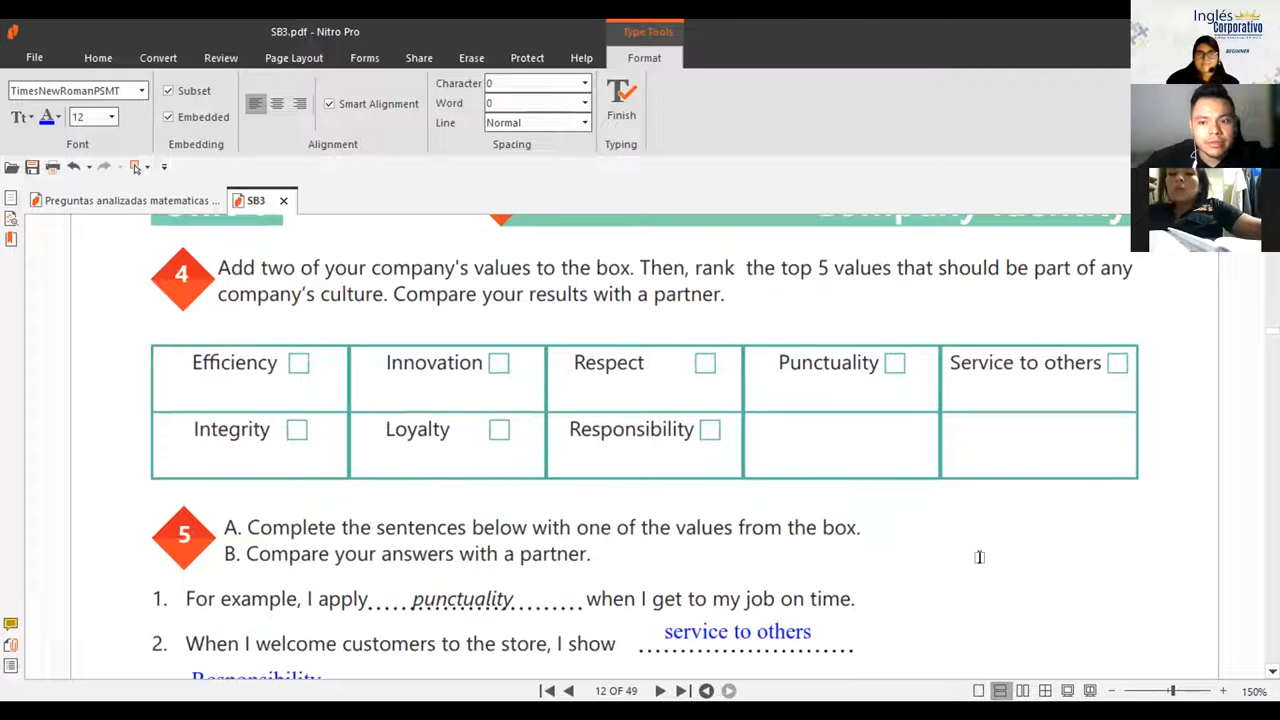 SB3.pdf - Nitro Pro
Type Tools
File
Home
Convert
Review
Page Layout
Forms
Share
Erase
Protect
Help
Format
TimesNewRomanPSMT
12
Font
Subset
Embedded
Embedding
Smart Alignment
Alignment
Character 0
Word 0
Line Normal
Spacing
Finish
Typing
Preguntas analizadas matematicas ...
SB3
Inglés
Corporativo
BEGINNER
Company Identity
4
Add two of your company's values to the box. Then, rank the top 5 values that should be part of any
company's culture. Compare your results with a partner.
Efficiency
Innovation
Respect
Punctuality
Service to others
Integrity
Loyalty
Responsibility
5
A. Complete the sentences below with one of the values from the box.
B. Compare your answers with a partner.
1. For example, I apply.....punctuality..........when I get to my job on time.
service to others
2. When I welcome customers to the store, I show ..........................
Responsibility
12 OF 49
150%